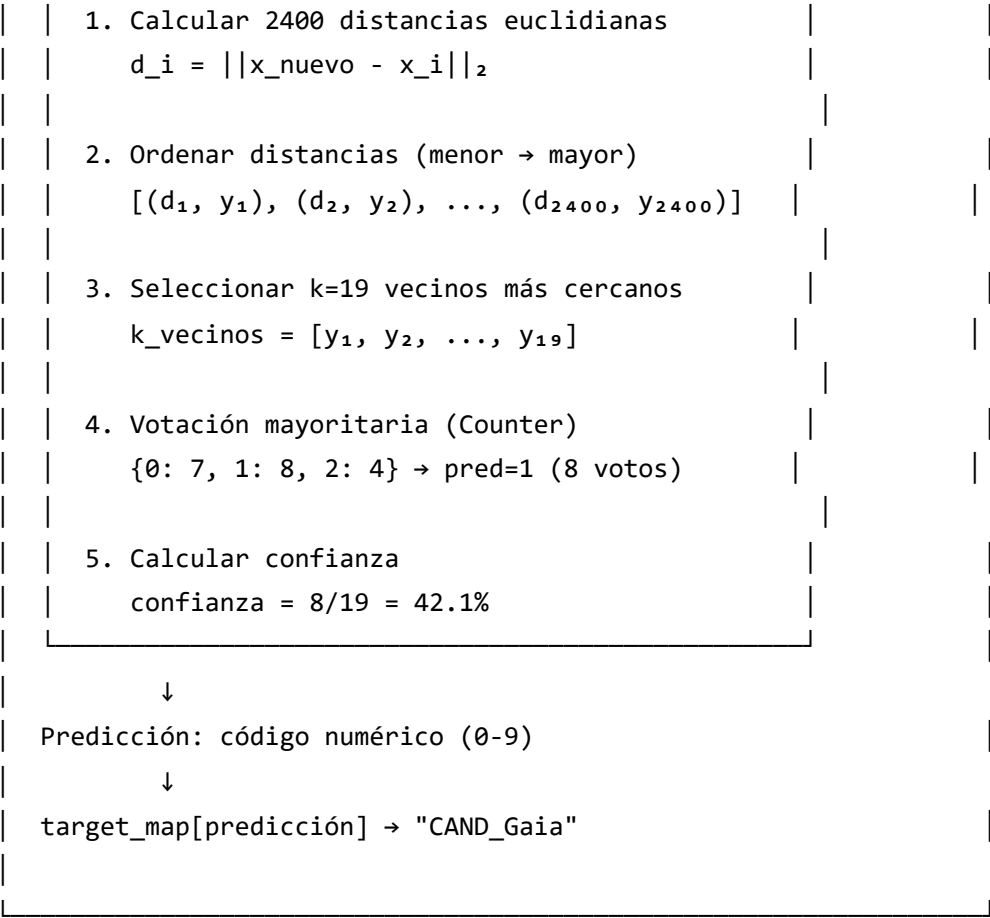 1. Calcular 2400 distancias euclidianas
d_i = ||x_nuevo - x_i||₂
2. Ordenar distancias (menor → mayor)
[(d₁, y₁), (d₂, y₂), ..., (d₂₄₀₀, y₂₄₀₀)]
3. Seleccionar k=19 vecinos más cercanos
k_vecinos = [y₁, y₂, ..., y₁₉]
4. Votación mayoritaria (Counter)
{0: 7, 1: 8, 2: 4} → pred=1 (8 votos)
5. Calcular confianza
confianza = 8/19 = 42.1%
↓
Predicción: código numérico (0-9)
↓
target_map[predicción] → "CAND_Gaia"